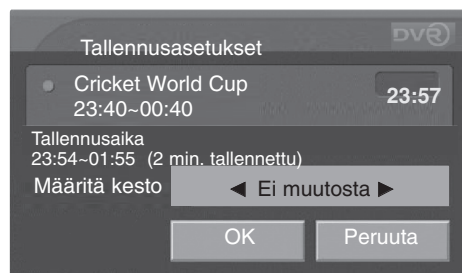 DVR
Tallennusasetukset
Cricket World Cup
23:40~00:40
23:57
Tallennusaika
23:54~01:55 (2 min. tallennettu)
Määritä kesto
◀ Ei muutosta ▶
OK
Peruuta